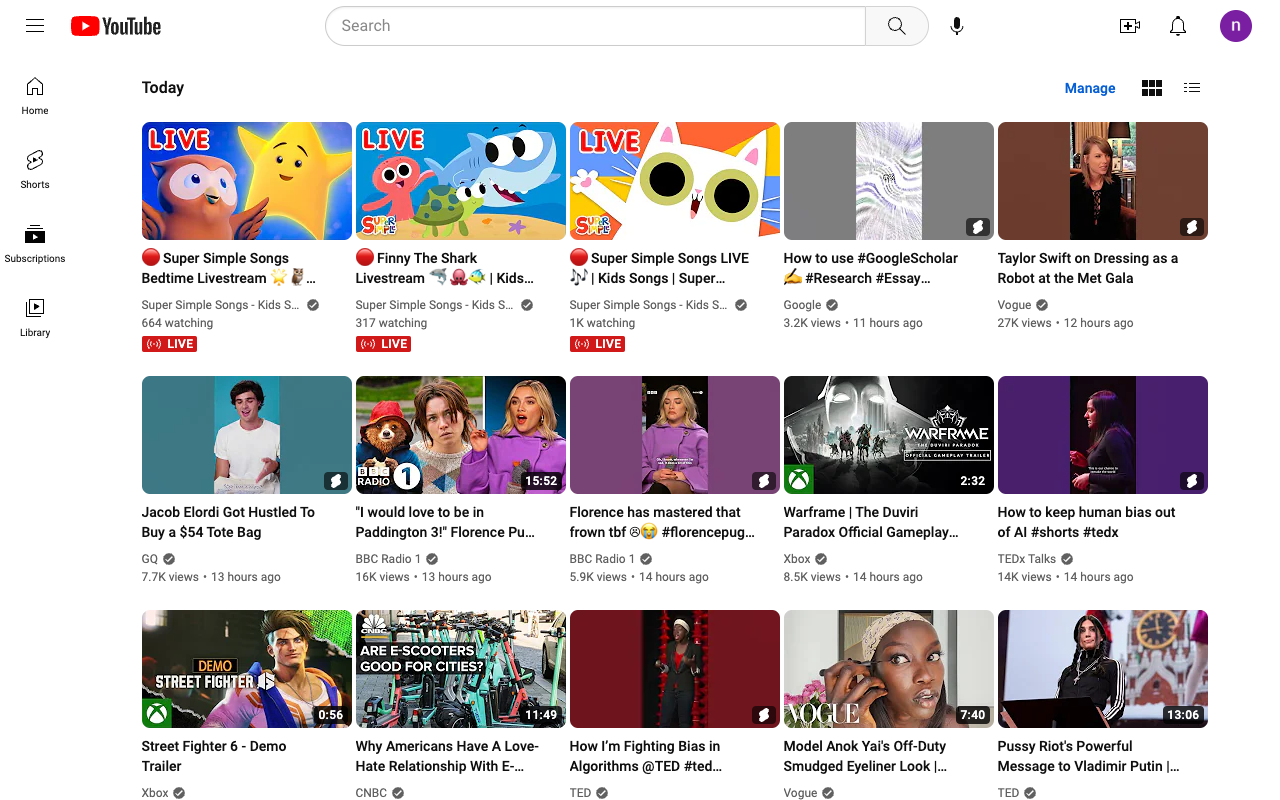 YouTube
Search
n
Home
Shorts
Subscriptions
Library
Today
Manage
LIVE
LIVE
SUPER SIMPLE
LIVE
SUPER SIMPLE
🔴 Super Simple Songs
Bedtime Livestream 🌟🦉…
Super Simple Songs - Kids S...
664 watching
LIVE
🔴 Finny The Shark
Livestream 🦈🐙🐠 | Kids…
Super Simple Songs - Kids S...
317 watching
LIVE
🔴 Super Simple Songs LIVE
🎶 | Kids Songs | Super…
Super Simple Songs - Kids S...
1K watching
LIVE
How to use #GoogleScholar
✍️ #Research #Essay…
Google
3.2K views • 11 hours ago
Taylor Swift on Dressing as a
Robot at the Met Gala
Vogue
27K views • 12 hours ago
Jacob Elordi Got Hustled To
Buy a $54 Tote Bag
GQ
7.7K views • 13 hours ago
BBC
RADIO 1
15:52
"I would love to be in
Paddington 3!" Florence Pu…
BBC Radio 1
16K views • 13 hours ago
Florence has mastered that
frown tbf ☹😭 #florencepug…
BBC Radio 1
5.9K views • 14 hours ago
WARFRAME
THE DUVIRI PARADOX
OFFICIAL GAMEPLAY TRAILER
2:32
Warframe | The Duviri
Paradox Official Gameplay…
Xbox
8.5K views • 14 hours ago
How to keep human bias out
of AI #shorts #tedx
TEDx Talks
14K views • 14 hours ago
DEMO
STREET FIGHTER 6
0:56
Street Fighter 6 - Demo
Trailer
Xbox
CNBC
ARE E-SCOOTERS
GOOD FOR CITIES?
11:49
Why Americans Have A Love-
Hate Relationship With E-…
CNBC
How I’m Fighting Bias in
Algorithms @TED #ted…
TED
VOGUE
7:40
Model Anok Yai's Off-Duty
Smudged Eyeliner Look |…
Vogue
13:06
Pussy Riot's Powerful
Message to Vladimir Putin |…
TED